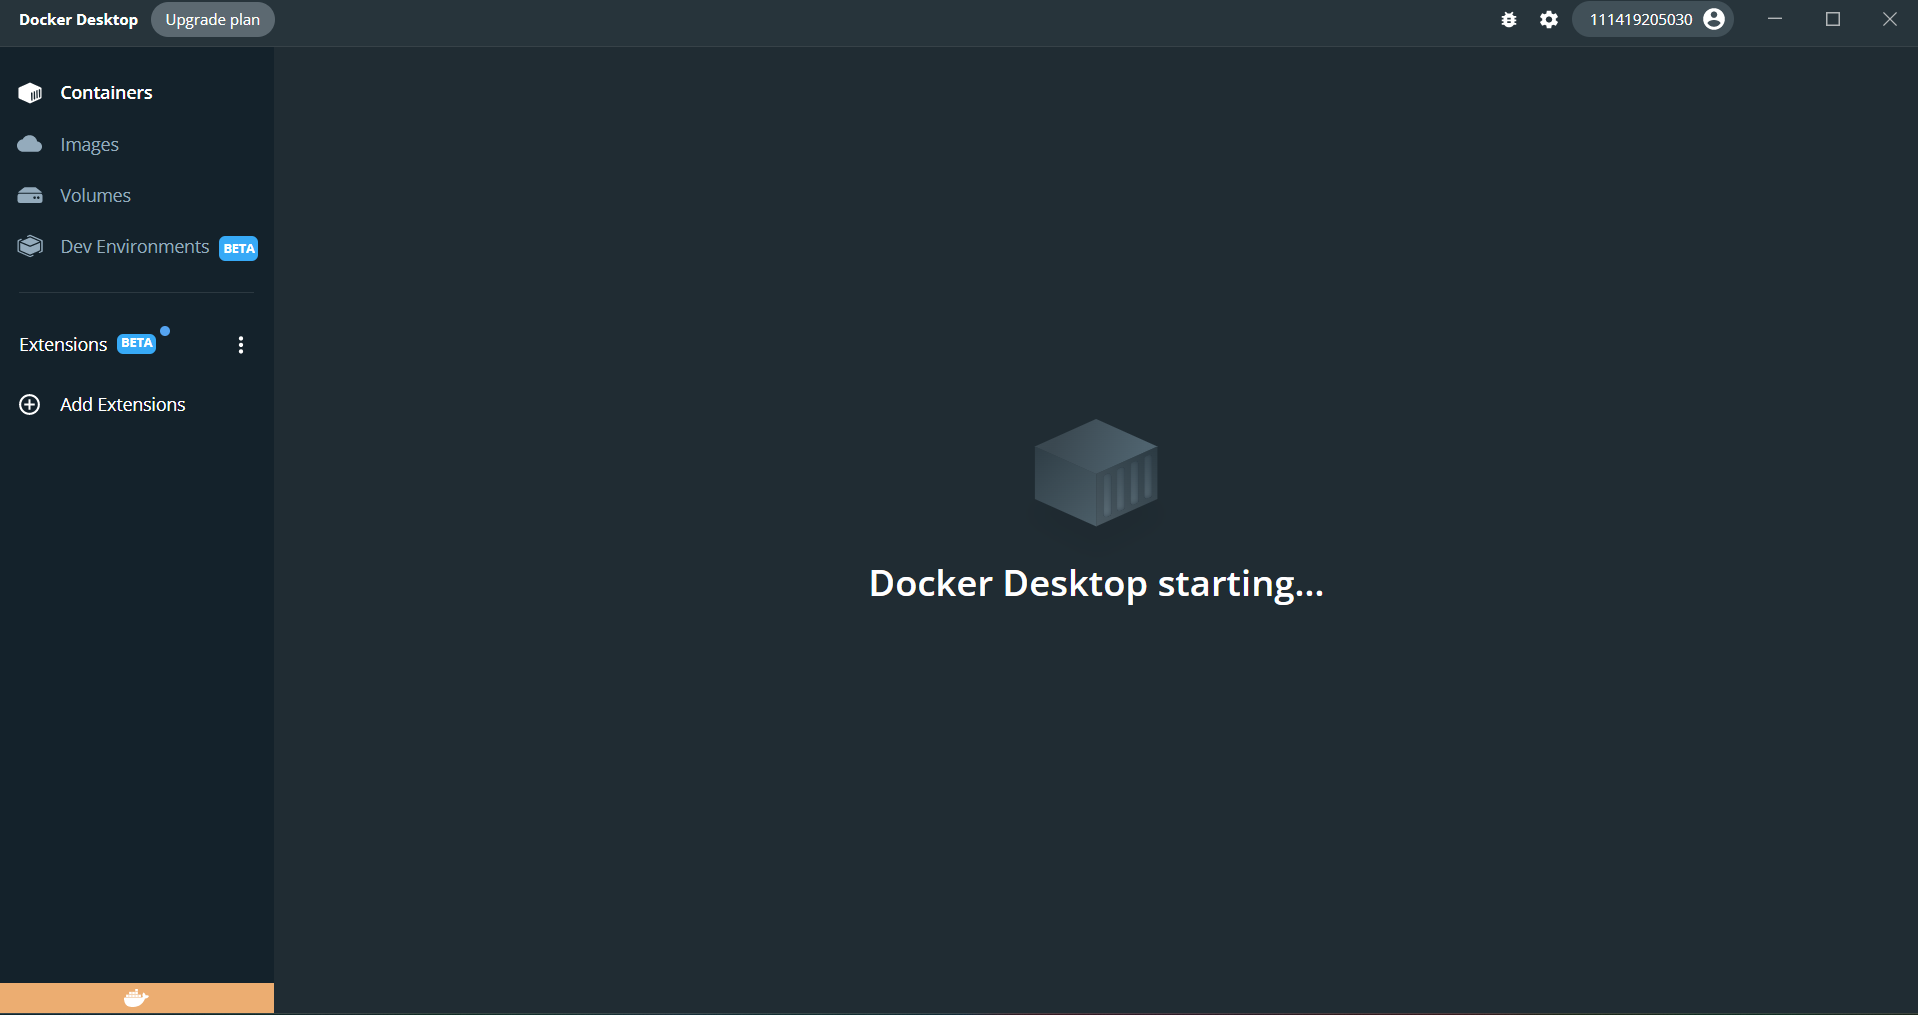 Docker Desktop
Upgrade plan
111419205030
Containers
Images
Volumes
Dev Environments BETA
Extensions BETA
Add Extensions
Docker Desktop starting...